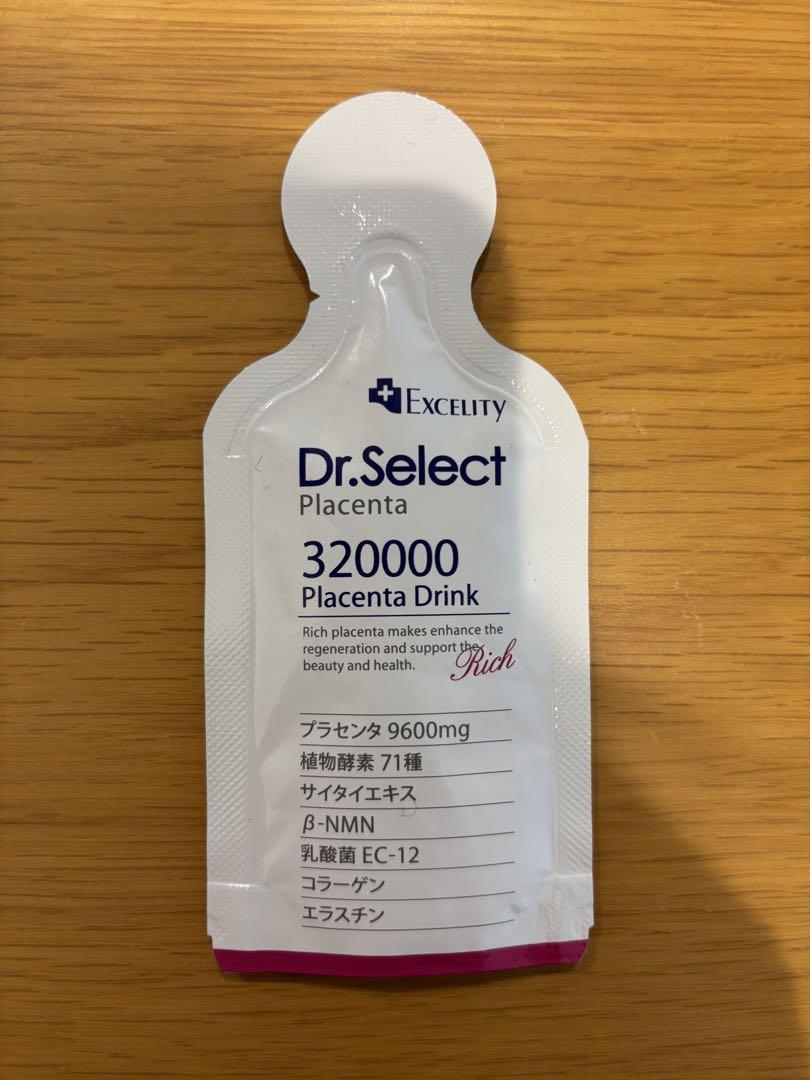 EXCELITY
Dr.Select
Placenta
320000
Placenta Drink
Rich placenta makes enhance the
regeneration and support the
beauty and health.
Rich
プラセンタ 9600mg
植物酵素 71種
サイタイエキス
β-NMN
乳酸菌 EC-12
コラーゲン
エラスチン